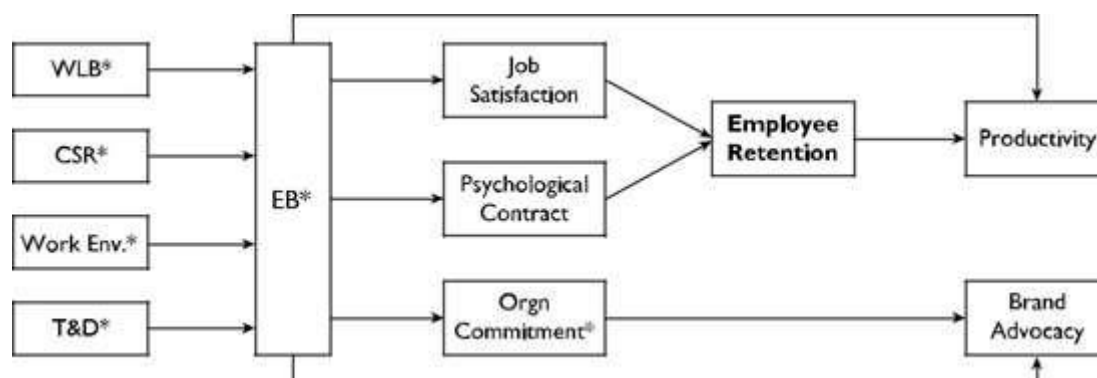 WLB*
CSR*
Work Env.*
T&D*
EB*
Job
Satisfaction
Psychological
Contract
Orgn
Commitment*
Employee
Retention
Productivity
Brand
Advocacy